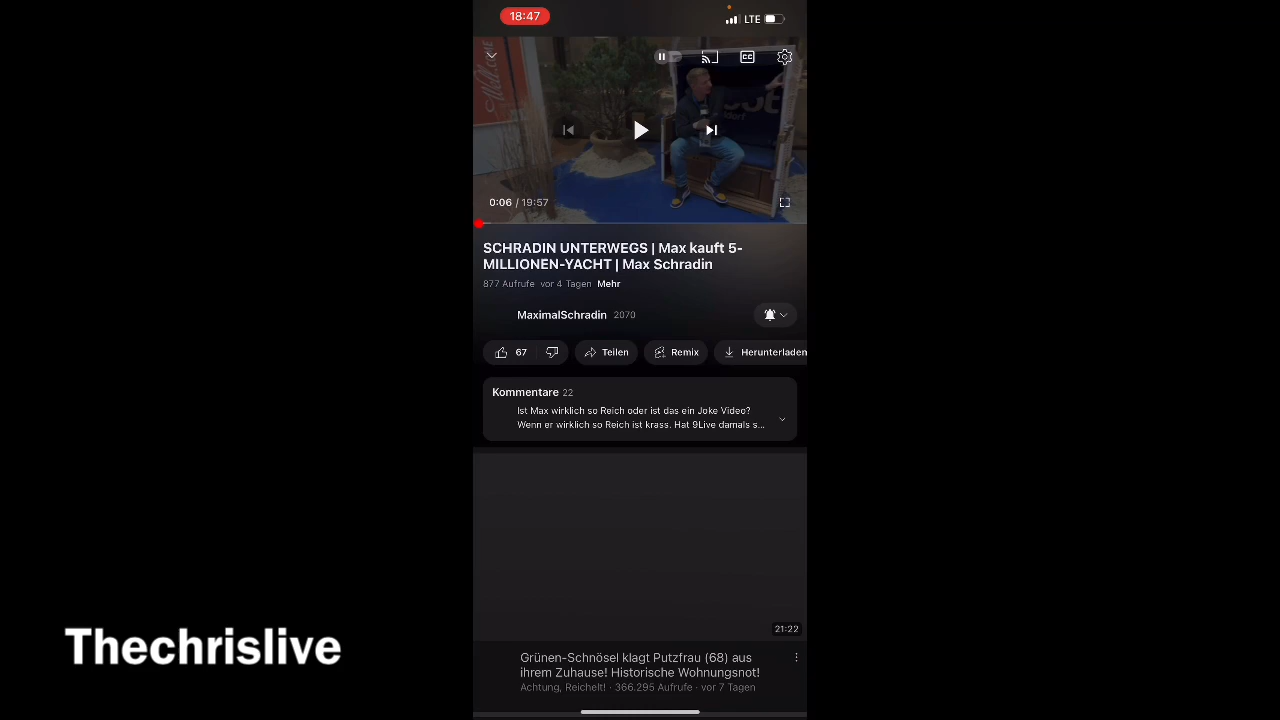 18:47
LTE
CC
0:06 / 19:57
SCHRADIN UNTERWEGS | Max kauft 5-
MILLIONEN-YACHT | Max Schradin
877 Aufrufe vor 4 Tagen Mehr
MaximalSchradin 2070
67 Teilen Remix Herunterladen
Kommentare 22
Ist Max wirklich so Reich oder ist das ein Joke Video?
Wenn er wirklich so Reich ist krass. Hat 9Live damals s...
21:22
Thechrislive
Grünen-Schnösel klagt Putzfrau (68) aus
ihrem Zuhause! Historische Wohnungsnot!
Achtung, Reichelt! · 366.295 Aufrufe · vor 7 Tagen